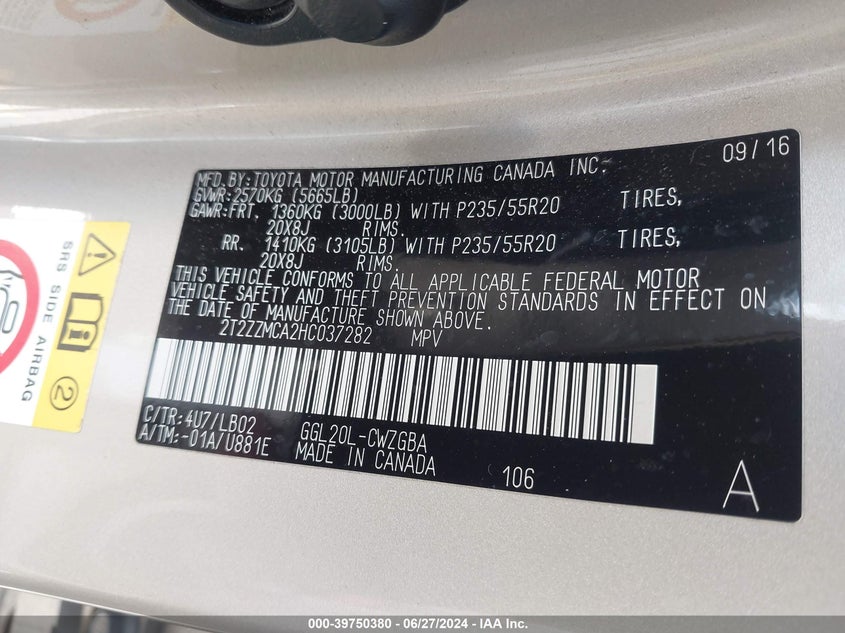 09/16
MFD.BY:TOYOTA MOTOR MANUFACTURING CANADA INC.
GVWR:2570KG (5665LB)
GAWR:FRT. 1360KG (3000LB) WITH P235/55R20 TIRES,
20X8J RIMS.
RR. 1410KG (3105LB) WITH P235/55R20 TIRES,
20X8J RIMS.
THIS VEHICLE CONFORMS TO ALL APPLICABLE FEDERAL MOTOR
VEHICLE SAFETY AND THEFT PREVENTION STANDARDS IN EFFECT ON
THE DATE OF MANUFACTURE SHOWN ABOVE.
2T2ZZMCA2HC037282 MPV
C/TR:4U7/LB02 GGL20L-CWZGBA
A/TM:-01A/U881E MADE IN CANADA
106
A
SRS SIDE AIRBAG
2
000-39750380 - 06/27/2024 - IAA Inc.